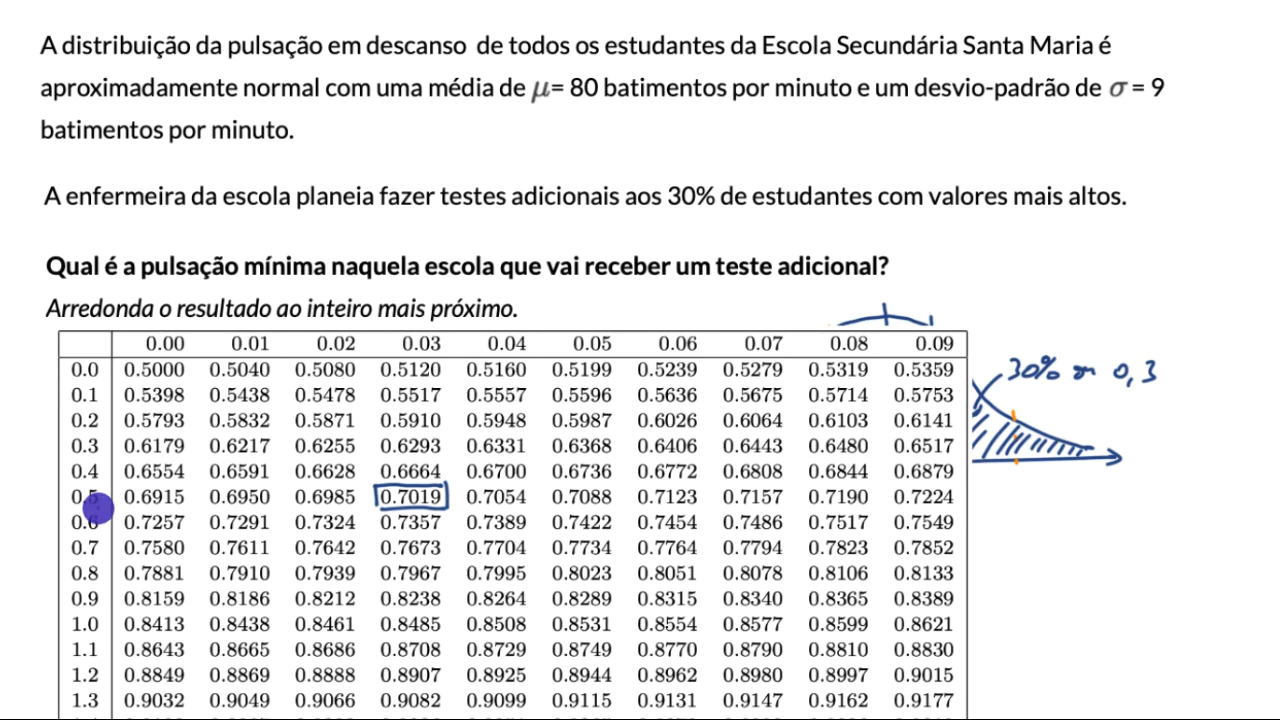 A distribuição da pulsação em descanso de todos os estudantes da Escola Secundária Santa Maria é
aproximadamente normal com uma média de μ= 80 batimentos por minuto e um desvio-padrão de σ = 9
batimentos por minuto.
A enfermeira da escola planeia fazer testes adicionais aos 30% de estudantes com valores mais altos.
Qual é a pulsação mínima naquela escola que vai receber um teste adicional?
Arredonda o resultado ao inteiro mais próximo.
0.00 0.01 0.02 0.03 0.04 0.05 0.06 0.07 0.08 0.09
0.0 0.5000 0.5040 0.5080 0.5120 0.5160 0.5199 0.5239 0.5279 0.5319 0.5359
30% ou 0,3
0.1 0.5398 0.5438 0.5478 0.5517 0.5557 0.5596 0.5636 0.5675 0.5714 0.5753
0.2 0.5793 0.5832 0.5871 0.5910 0.5948 0.5987 0.6026 0.6064 0.6103 0.6141
0.3 0.6179 0.6217 0.6255 0.6293 0.6331 0.6368 0.6406 0.6443 0.6480 0.6517
0.4 0.6554 0.6591 0.6628 0.6664 0.6700 0.6736 0.6772 0.6808 0.6844 0.6879
0.5 0.6915 0.6950 0.6985 0.7019 0.7054 0.7088 0.7123 0.7157 0.7190 0.7224
0.6 0.7257 0.7291 0.7324 0.7357 0.7389 0.7422 0.7454 0.7486 0.7517 0.7549
0.7 0.7580 0.7611 0.7642 0.7673 0.7704 0.7734 0.7764 0.7794 0.7823 0.7852
0.8 0.7881 0.7910 0.7939 0.7967 0.7995 0.8023 0.8051 0.8078 0.8106 0.8133
0.9 0.8159 0.8186 0.8212 0.8238 0.8264 0.8289 0.8315 0.8340 0.8365 0.8389
1.0 0.8413 0.8438 0.8461 0.8485 0.8508 0.8531 0.8554 0.8577 0.8599 0.8621
1.1 0.8643 0.8665 0.8686 0.8708 0.8729 0.8749 0.8770 0.8790 0.8810 0.8830
1.2 0.8849 0.8869 0.8888 0.8907 0.8925 0.8944 0.8962 0.8980 0.8997 0.9015
1.3 0.9032 0.9049 0.9066 0.9082 0.9099 0.9115 0.9131 0.9147 0.9162 0.9177